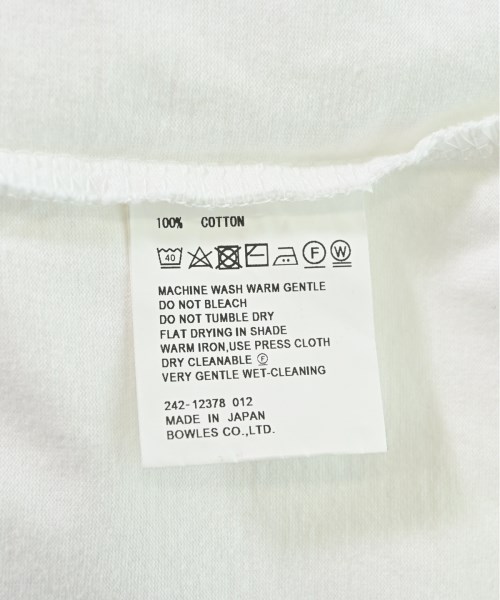 100% COTTON
40 F W
MACHINE WASH WARM GENTLE
DO NOT BLEACH
DO NOT TUMBLE DRY
FLAT DRYING IN SHADE
WARM IRON,USE PRESS CLOTH
DRY CLEANABLE Ⓕ
VERY GENTLE WET-CLEANING
242-12378 012
MADE IN JAPAN
BOWLES CO.,LTD.